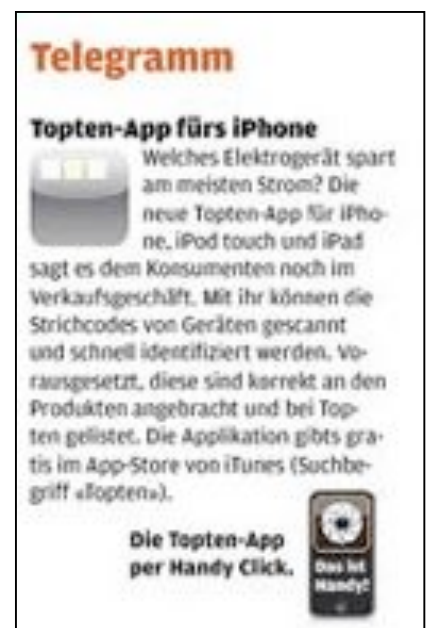 Telegramm
Topten-App fürs iPhone
Welches Elektrogerät spart
am meisten Strom? Die
neue Topten-App für iPho-
ne, iPod touch und iPad
sagt es dem Konsumenten noch im
Verkaufsgeschäft. Mit ihr können die
Strichcodes von Geräten gescannt
und schnell identifiziert werden. Vo-
rausgesetzt, diese sind korrekt an den
Produkten angebracht und bei Top-
ten gelistet. Die Applikation gibts gra-
tis im App-Store von iTunes (Suchbe-
griff «Topten»).
Die Topten-App
per Handy Click.
Das ist
Handy!